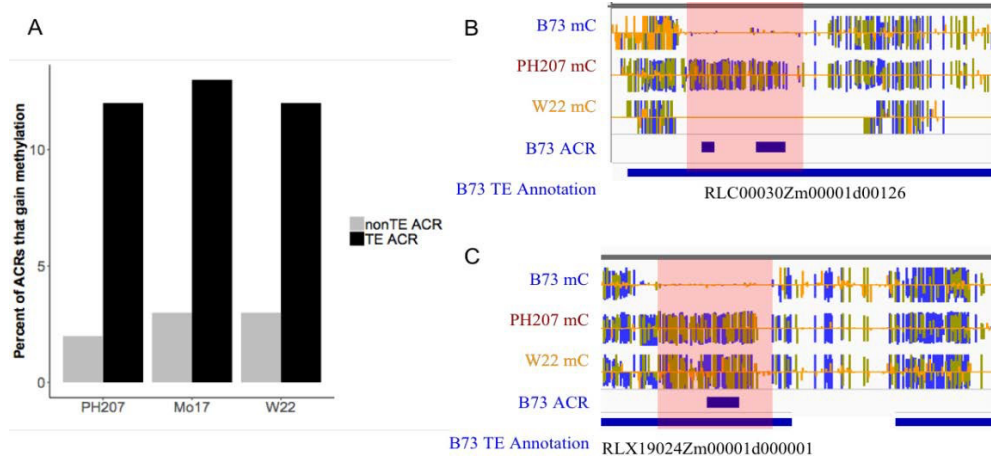 A
Percent of ACRs that gain methylation
10
5
0
PH207
Mo17
W22
nonTE ACR
TE ACR
B
B73 mC
PH207 mC
W22 mC
B73 ACR
B73 TE Annotation
RLC00030Zm00001d00126
C
B73 mC
PH207 mC
W22 mC
B73 ACR
B73 TE Annotation
RLX19024Zm00001d000001